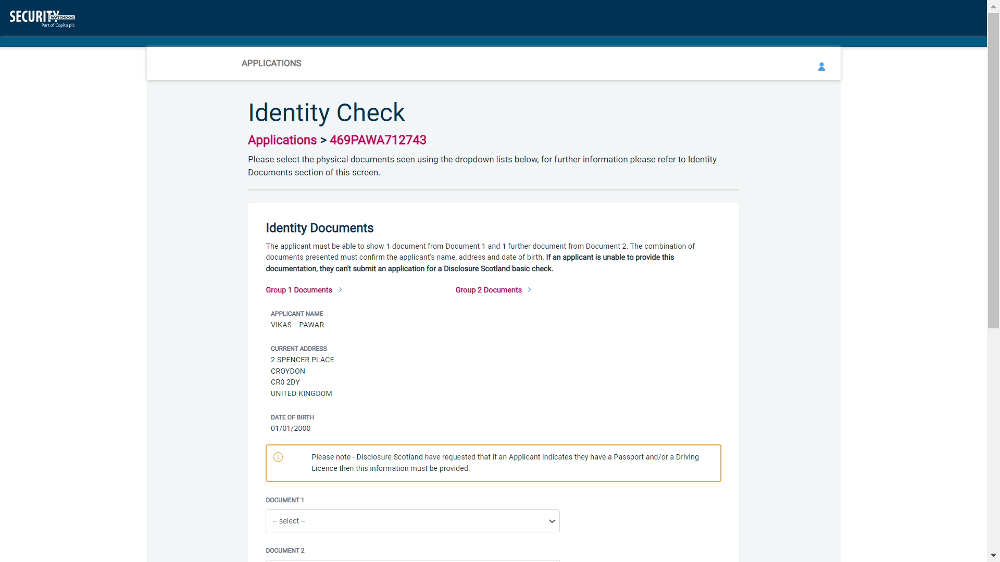 SECURITY
WATCHDOG
Part of Capita plc
APPLICATIONS
Identity Check
Applications > 469PAWA712743
Please select the physical documents seen using the dropdown lists below, for further information please refer to Identity
Documents section of this screen.
Identity Documents
The applicant must be able to show 1 document from Document 1 and 1 further document from Document 2. The combination of
documents presented must confirm the applicant's name, address and date of birth. If an applicant is unable to provide this
documentation, they can't submit an application for a Disclosure Scotland basic check.
Group 1 Documents
Group 2 Documents
APPLICANT NAME
VIKAS PAWAR
CURRENT ADDRESS
2 SPENCER PLACE
CROYDON
CR0 2DY
UNITED KINGDOM
DATE OF BIRTH
01/01/2000
Please note - Disclosure Scotland have requested that if an Applicant indicates they have a Passport and/or a Driving
Licence then this information must be provided.
DOCUMENT 1
-- select --
DOCUMENT 2